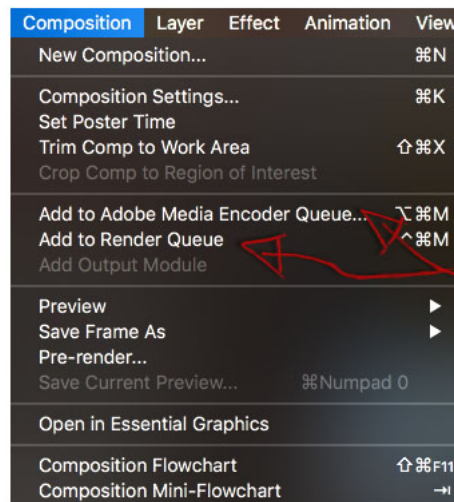 Composition Layer Effect Animation View
New Composition... ⌘N
Composition Settings... ⌘K
Set Poster Time
Trim Comp to Work Area ⇧⌘X
Crop Comp to Region of Interest
Add to Adobe Media Encoder Queue... ⌥⌘M
Add to Render Queue ^⌘M
Add Output Module
Preview ▶
Save Frame As ▶
Pre-render...
Save Current Preview... ⌘Numpad 0
Open in Essential Graphics
Composition Flowchart ⇧⌘F11
Composition Mini-Flowchart →|